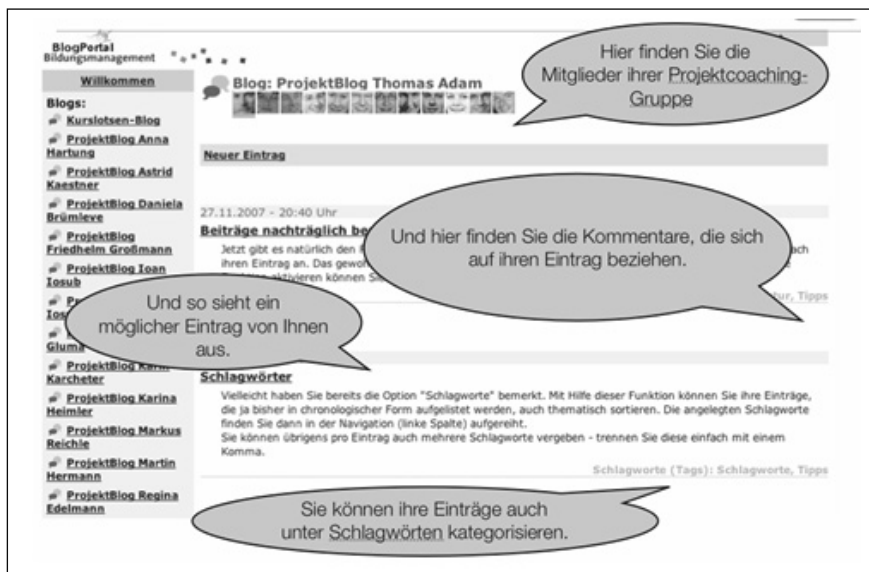 BlogPortal
Bildungsmanagement
Willkommen
Blogs:
Kurslotsen-Blog
ProjektBlog Anna
Hartung
ProjektBlog Astrid
Kaestner
ProjektBlog Daniela
Brümleve
ProjektBlog
Friedhelm Großmann
ProjektBlog Ioan
Iosub
Gluma
Karcheter
ProjektBlog Karina
Heimler
ProjektBlog Markus
Reichle
ProjektBlog Martin
Hermann
ProjektBlog Regina
Edelmann
Blog: ProjektBlog Thomas Adam
Hier finden Sie die
Mitglieder ihrer Projektcoaching-
Gruppe
Neuer Eintrag
27.11.2007 - 20:40 Uhr
Beiträge nachträglich
Jetzt gibt es natürlich den
ihren Eintrag an. Das
aktivieren können
Tipps
Und hier finden Sie die Kommentare, die sich
auf ihren Eintrag beziehen.
Und so sieht ein
möglicher Eintrag von Ihnen
aus.
Schlagwörter
Vielleicht haben Sie bereits die Option "Schlagworte" bemerkt. Mit Hilfe dieser Funktion können Sie ihre Einträge,
die ja bisher in chronologischer Form aufgelistet werden, auch thematisch sortieren. Die angelegten Schlagworte
finden Sie dann in der Navigation (linke Spalte) aufgereiht.
Sie können übrigens pro Eintrag auch mehrere Schlagworte vergeben - trennen Sie diese einfach mit einem
Komma.
Schlagworte (Tags): Schlagworte, Tipps
Sie können ihre Einträge auch
unter Schlagwörten kategorisieren.